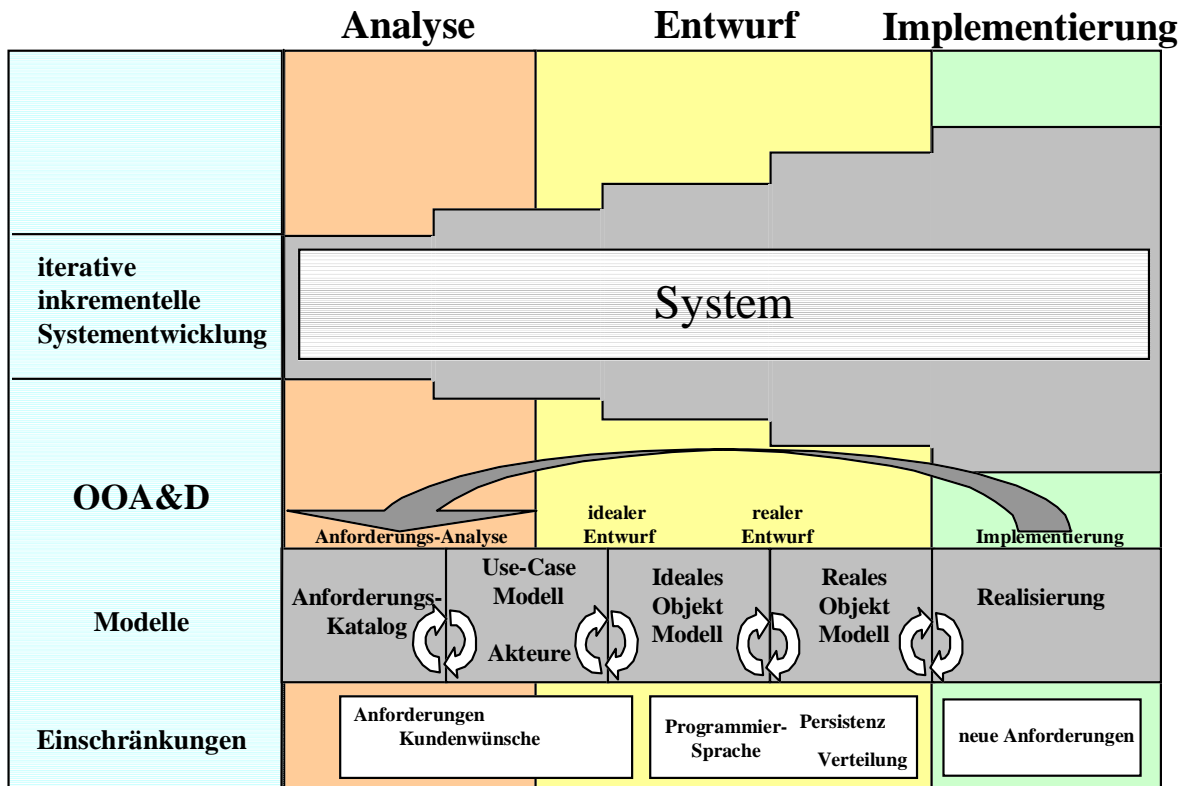 Analyse
Entwurf
Implementierung
iterative
inkrementelle
Systementwicklung
System
OOA&D
Anforderungs-Analyse
idealer
Entwurf
realer
Entwurf
Implementierung
Modelle
Anforderungs-
Katalog
Use-Case
Modell
Akteure
Ideales
Objekt
Modell
Reales
Objekt
Modell
Realisierung
Einschränkungen
Anforderungen
Kundenwünsche
Programmier-
Sprache
Persistenz
Verteilung
neue Anforderungen